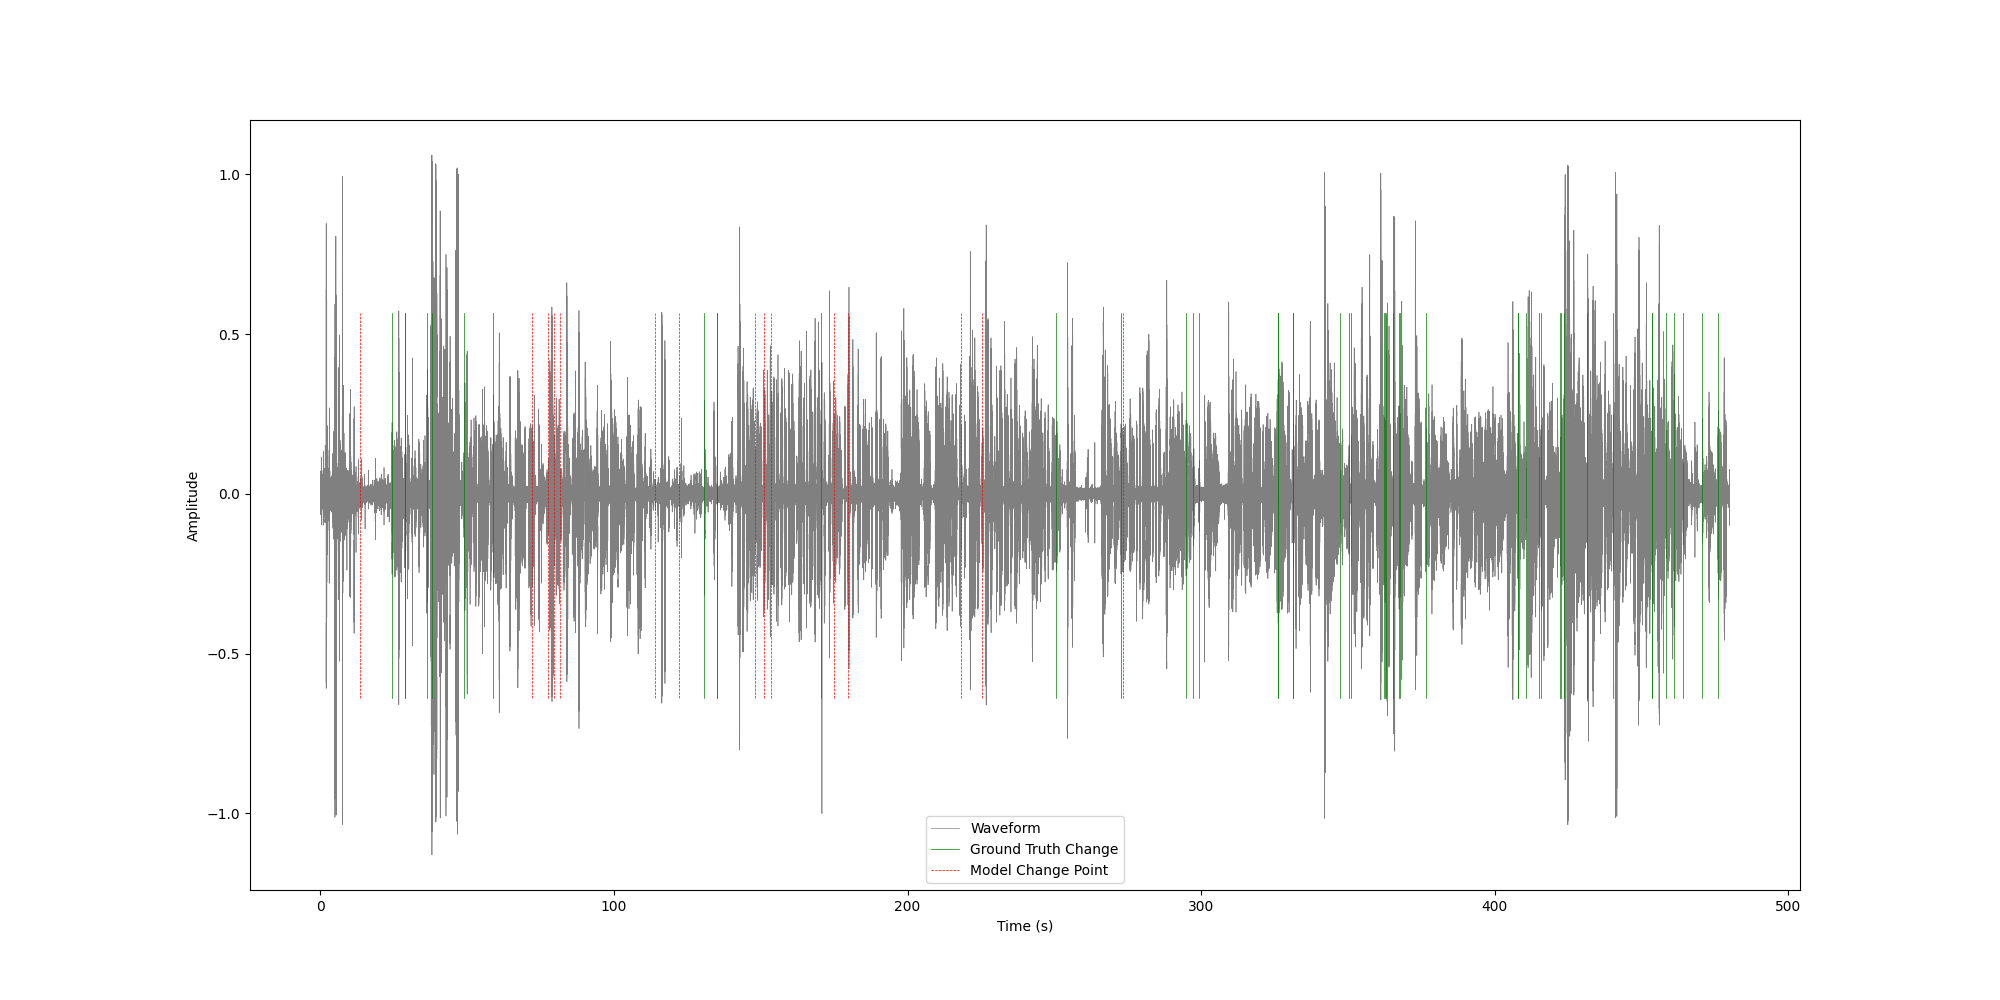 1.0
0.5
0.0
−0.5
−1.0
Amplitude
Waveform
Ground Truth Change
Model Change Point
0 100 200 300 400 500
Time (s)